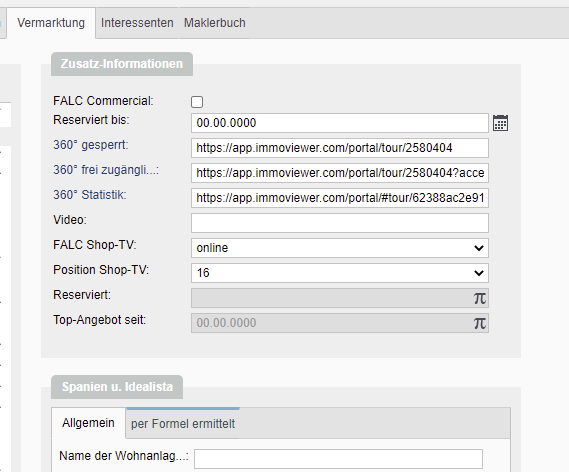 Vermarktung Interessenten Maklerbuch
Zusatz-Informationen
FALC Commercial:
Reserviert bis: 00.00.0000
360° gesperrt: https://app.immoviewer.com/portal/tour/2580404
360° frei zugängli...: https://app.immoviewer.com/portal/tour/2580404?acce
360° Statistik: https://app.immoviewer.com/portal/#tour/62388ac2e91
Video:
FALC Shop-TV: online
Position Shop-TV: 16
Reserviert: π
Top-Angebot seit: 00.00.0000 π
Spanien u. Idealista
Allgemein per Formel ermittelt
Name der Wohnanlag...: